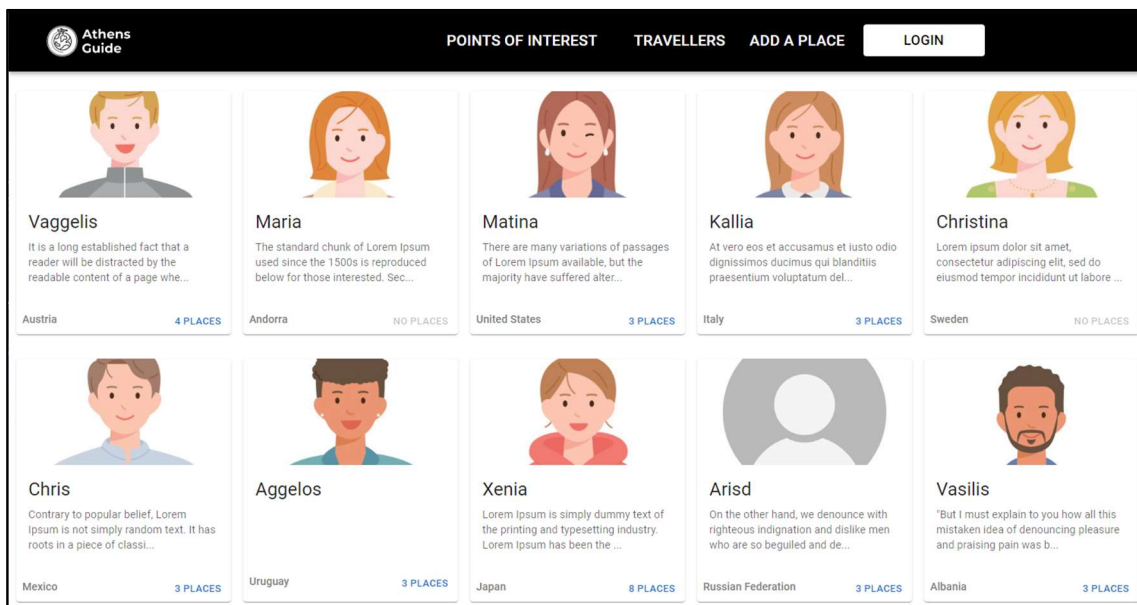 Athens
Guide
POINTS OF INTEREST TRAVELLERS ADD A PLACE LOGIN
Vaggelis
It is a long established fact that a
reader will be distracted by the
readable content of a page whe...
Austria 4 PLACES
Maria
The standard chunk of Lorem Ipsum
used since the 1500s is reproduced
below for those interested. Sec...
Andorra NO PLACES
Matina
There are many variations of passages
of Lorem Ipsum available, but the
majority have suffered alter...
United States 3 PLACES
Kallia
At vero eos et accusamus et iusto odio
dignissimos ducimus qui blanditiis
praesentium voluptatum del...
Italy 3 PLACES
Christina
Lorem ipsum dolor sit amet,
consectetur adipiscing elit, sed do
eiusmod tempor incididunt ut labore ...
Sweden NO PLACES
Chris
Contrary to popular belief, Lorem
Ipsum is not simply random text. It has
roots in a piece of classi...
Mexico 3 PLACES
Aggelos
Uruguay 3 PLACES
Xenia
Lorem Ipsum is simply dummy text of
the printing and typesetting industry.
Lorem Ipsum has been the ...
Japan 8 PLACES
Arisd
On the other hand, we denounce with
righteous indignation and dislike men
who are so beguiled and de...
Russian Federation 3 PLACES
Vasilis
"But I must explain to you how all this
mistaken idea of denouncing pleasure
and praising pain was b...
Albania 3 PLACES